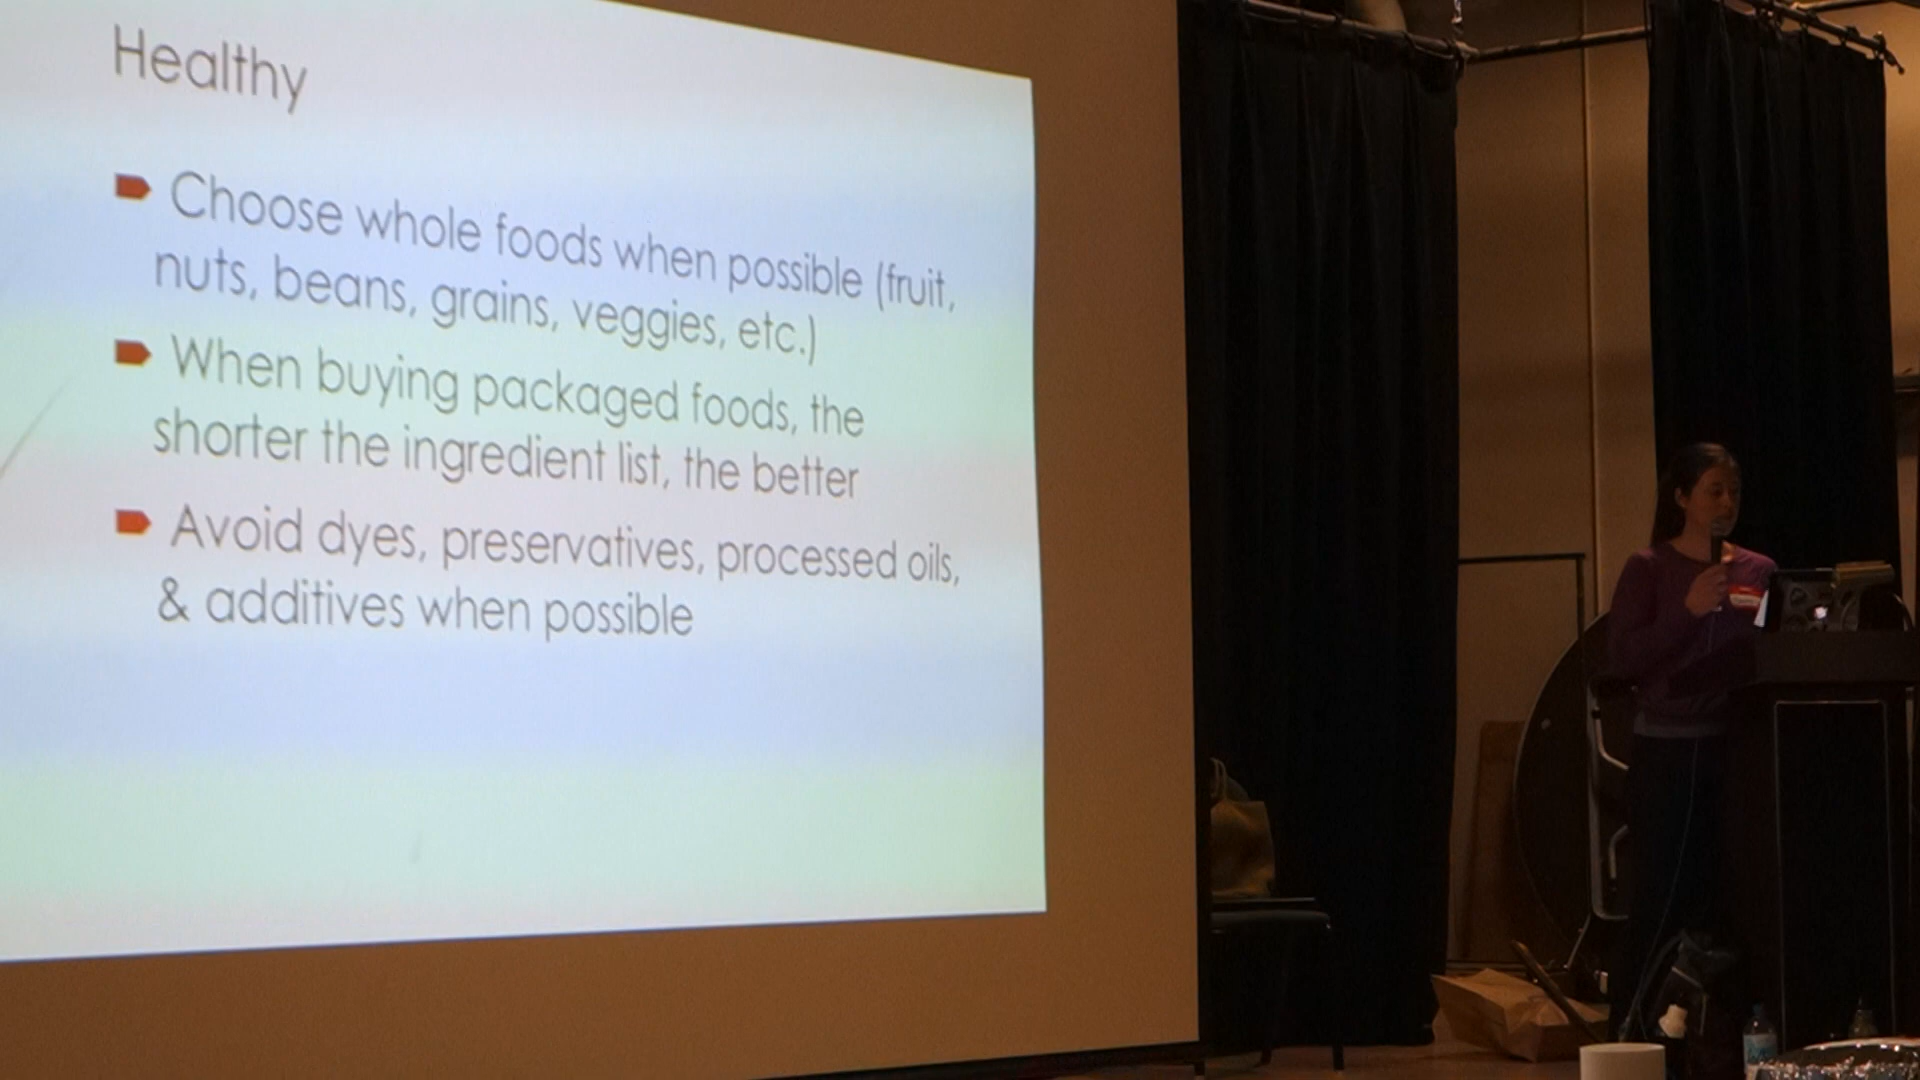 Healthy
Choose whole foods when possible (fruit,
nuts, beans, grains, veggies, etc.)
When buying packaged foods, the
shorter the ingredient list, the better
Avoid dyes, preservatives, processed oils,
& additives when possible